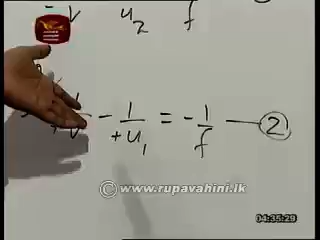 V u₂ f
1/V - 1/+u₁ = - 1/f — ②
© www.rupavahini.lk
04:35:29